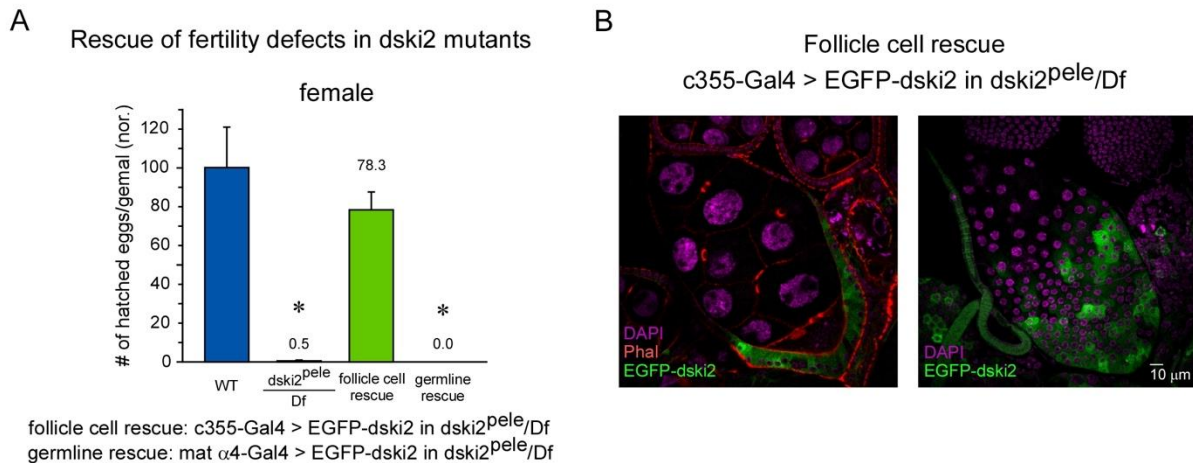 A
Rescue of fertility defects in dski2 mutants
female
# of hatched eggs/gemal (nor.)
120
100
80
60
40
20
0
78.3
*
*
0.5
0.0
WT
dski2pele
Df
follicle cell
rescue
germline
rescue
follicle cell rescue: c355-Gal4 > EGFP-dski2 in dski2pele/Df
germline rescue: mat α4-Gal4 > EGFP-dski2 in dski2pele/Df
B
Follicle cell rescue
c355-Gal4 > EGFP-dski2 in dski2pele/Df
DAPI
Phal
EGFP-dski2
DAPI
EGFP-dski2
10 μm